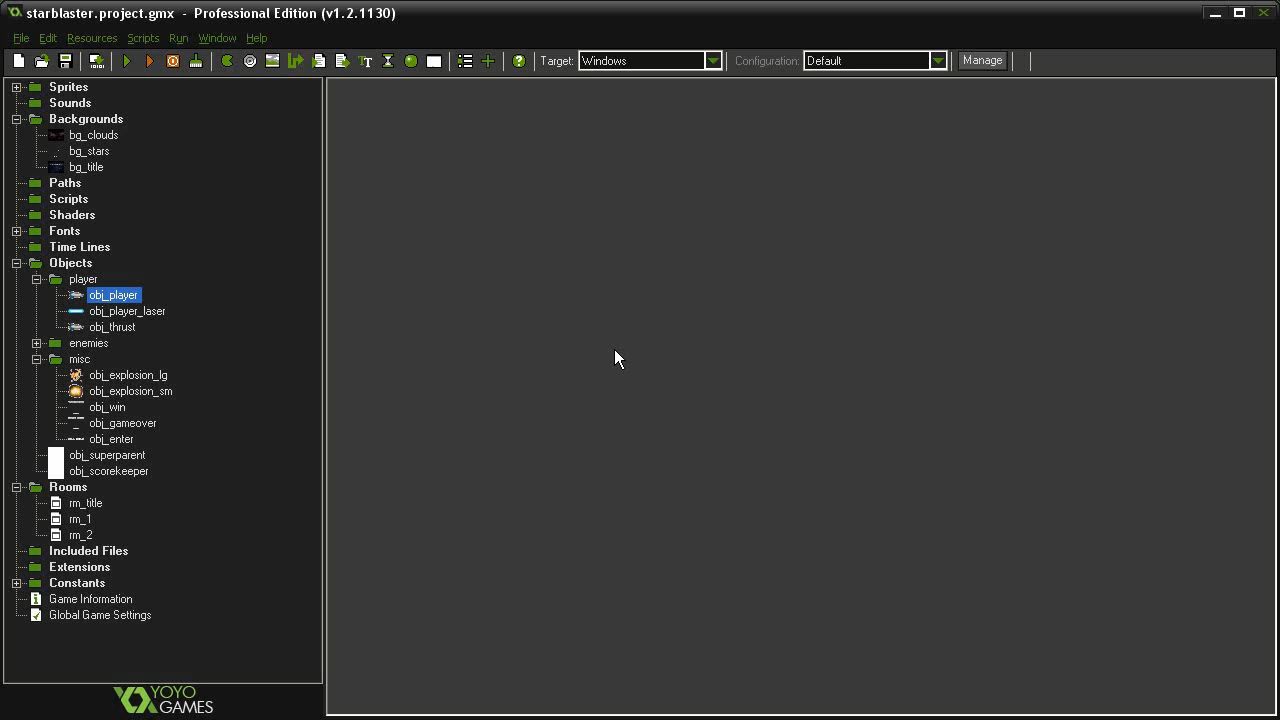 starblaster.project.gmx - Professional Edition (v1.2.1130)
File Edit Resources Scripts Run Window Help
Target: Windows Configuration: Default Manage
Sprites
Sounds
Backgrounds
bg_clouds
bg_stars
bg_title
Paths
Scripts
Shaders
Fonts
Time Lines
Objects
player
obj_player
obj_player_laser
obj_thrust
enemies
misc
obj_explosion_lg
obj_explosion_sm
obj_win
obj_gameover
obj_enter
obj_superparent
obj_scorekeeper
Rooms
rm_title
rm_1
rm_2
Included Files
Extensions
Constants
Game Information
Global Game Settings
YOYO
GAMES